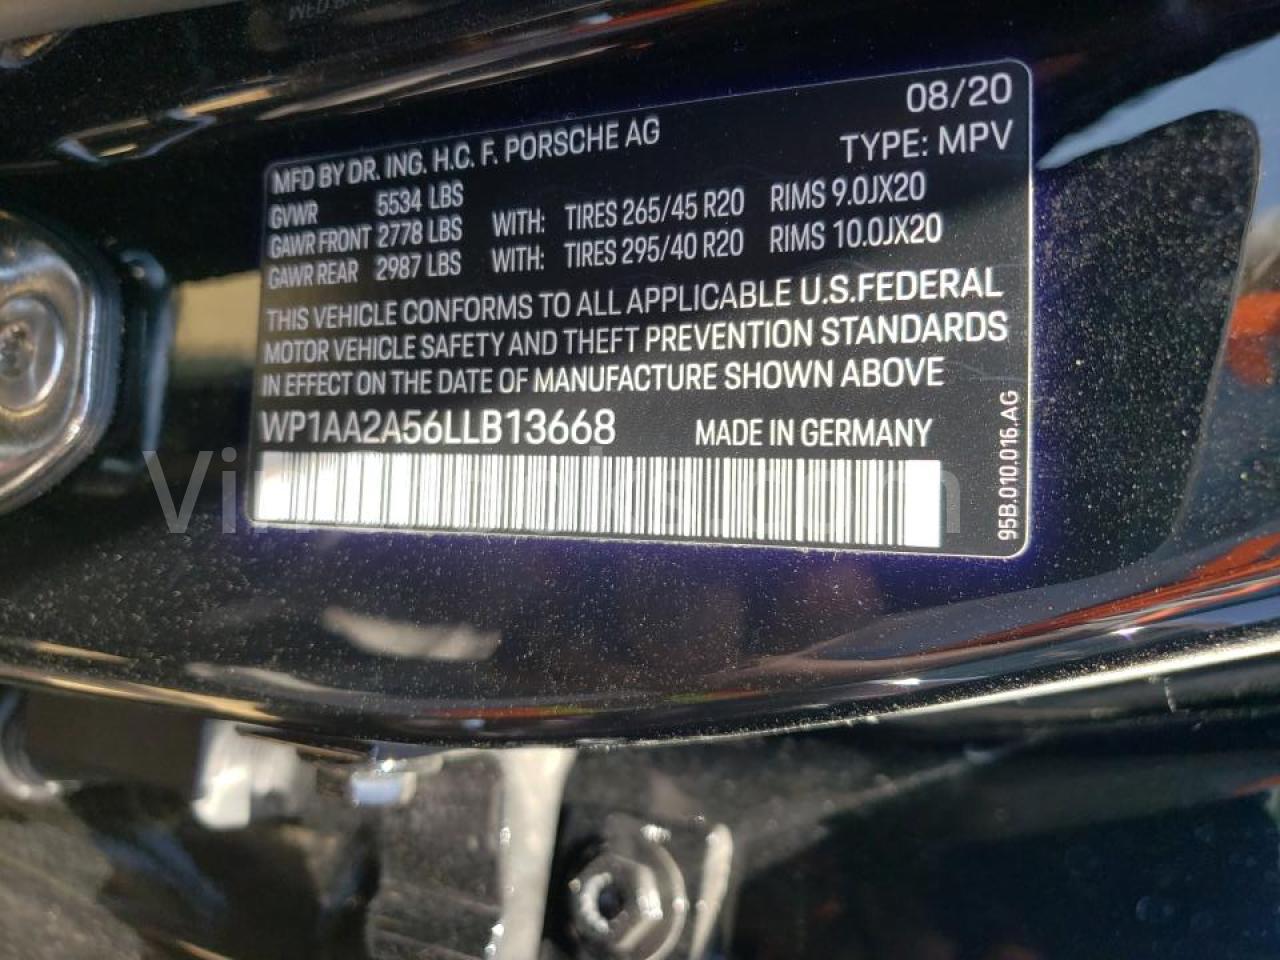 08/20
MFD BY DR. ING. H.C. F. PORSCHE AG TYPE: MPV
GVWR 5534 LBS
GAWR FRONT 2778 LBS WITH: TIRES 265/45 R20 RIMS 9.0JX20
GAWR REAR 2987 LBS WITH: TIRES 295/40 R20 RIMS 10.0JX20
THIS VEHICLE CONFORMS TO ALL APPLICABLE U.S.FEDERAL
MOTOR VEHICLE SAFETY AND THEFT PREVENTION STANDARDS
IN EFFECT ON THE DATE OF MANUFACTURE SHOWN ABOVE
WP1AA2A56LLB13668 MADE IN GERMANY
95B.010.016.AG